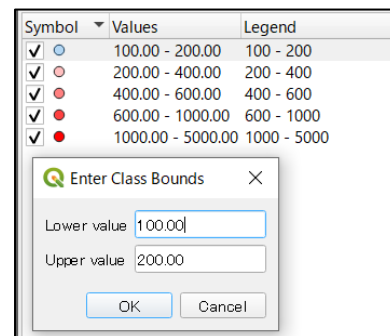 Symbol Values Legend
100.00 - 200.00 100 - 200
200.00 - 400.00 200 - 400
400.00 - 600.00 400 - 600
600.00 - 1000.00 600 - 1000
1000.00 - 5000.00 1000 - 5000
Enter Class Bounds
Lower value 100.00
Upper value 200.00
OK Cancel